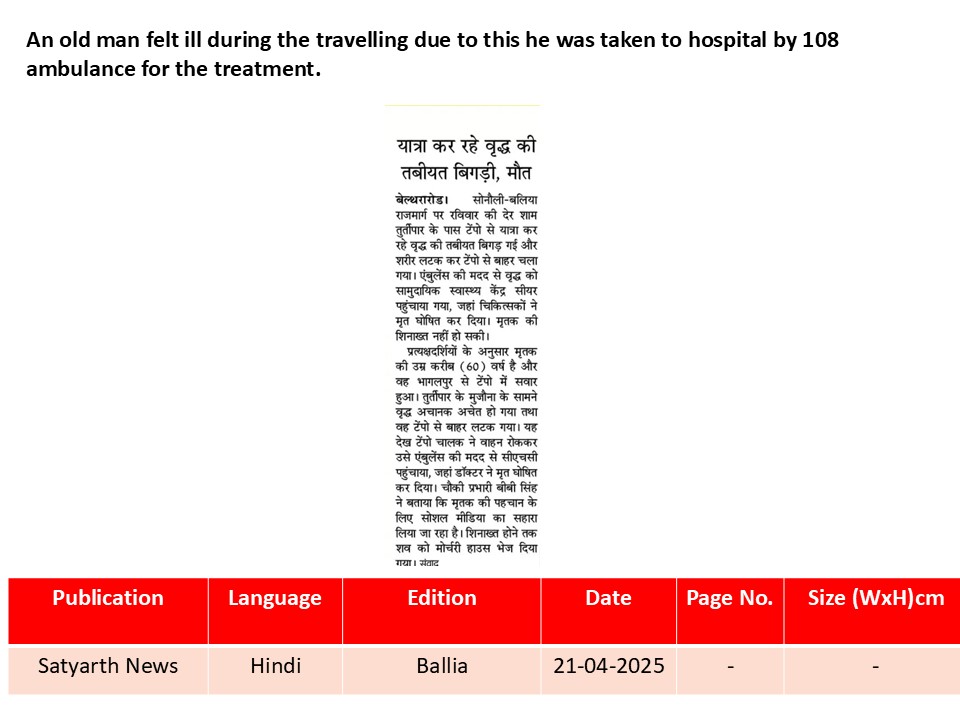 An old man felt ill during the travelling due to this he was taken to hospital by 108
ambulance for the treatment.
यात्रा कर रहे वृद्ध की
तबीयत बिगड़ी, मौत
बेल्थरारोड। सोनौली-बलिया
राजमार्ग पर रविवार की देर शाम
तुर्तीपार के पास टेंपो से यात्रा कर
रहे वृद्ध की तबीयत बिगड़ गई और
शरीर लटक कर टेंपो से बाहर चला
गया। एंबुलेंस की मदद से वृद्ध को
सामुदायिक स्वास्थ्य केंद्र सीयर
पहुंचाया गया, जहां चिकित्सकों ने
मृत घोषित कर दिया। मृतक की
शिनाख्त नहीं हो सकी।
प्रत्यक्षदर्शियों के अनुसार मृतक
की उम्र करीब (60) वर्ष है और
वह भागलपुर से टेंपो में सवार
हुआ। तुर्तीपार के मुजौना के सामने
वृद्ध अचानक अचेत हो गया तथा
वह टेंपो से बाहर लटक गया। यह
देख टेंपो चालक ने वाहन रोककर
उसे एंबुलेंस की मदद से सीएचसी
पहुंचाया, जहां डॉक्टर ने मृत घोषित
कर दिया। चौकी प्रभारी बीबी सिंह
ने बताया कि मृतक की पहचान के
लिए सोशल मीडिया का सहारा
लिया जा रहा है। शिनाख्त होने तक
शव को मोर्चरी हाउस भेज दिया
गया। संवाद
Publication Language Edition Date Page No. Size (WxH)cm
Satyarth News Hindi Ballia 21-04-2025 - -